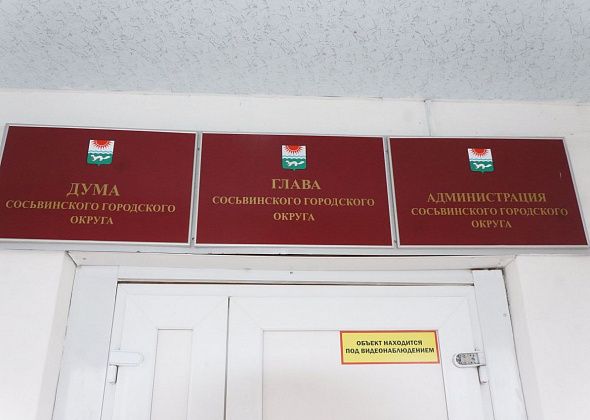 ДУМА
СОСЬВИНСКОГО ГОРОДСКОГО
ОКРУГА
ГЛАВА
СОСЬВИНСКОГО ГОРОДСКОГО
ОКРУГА
АДМИНИСТРАЦИЯ
СОСЬВИНСКОГО ГОРОДСКОГО
ОКРУГА
ОБЪЕКТ НАХОДИТСЯ
ПОД ВИДЕОНАБЛЮДЕНИЕМ